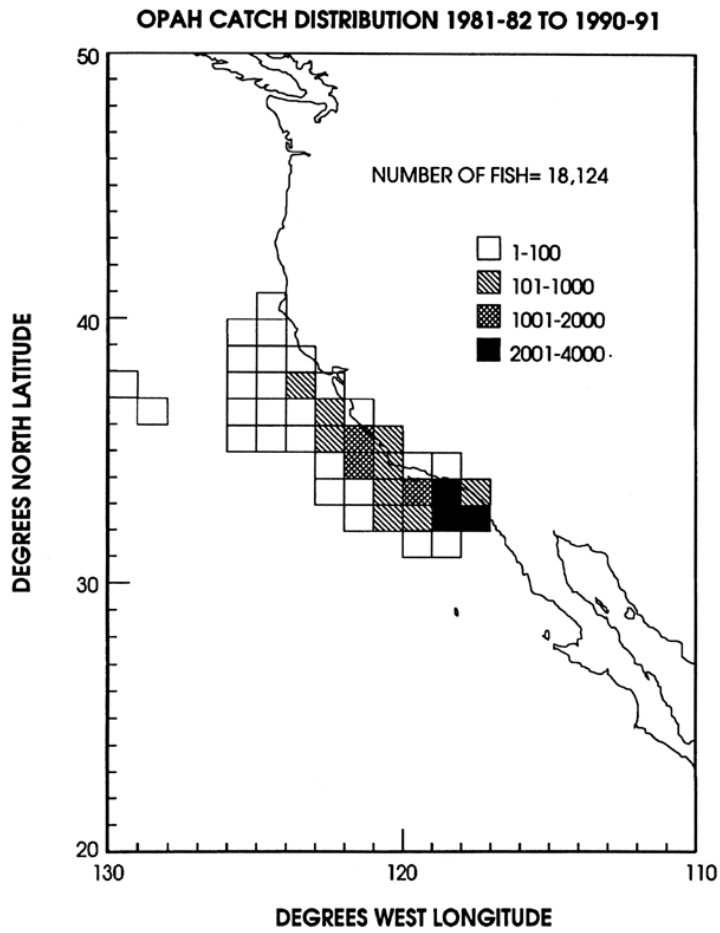 OPAH CATCH DISTRIBUTION 1981-82 TO 1990-91
50
NUMBER OF FISH= 18,124
1-100
101-1000
1001-2000
2001-4000
40
30
20
130
120
110
DEGREES NORTH LATITUDE
DEGREES WEST LONGITUDE